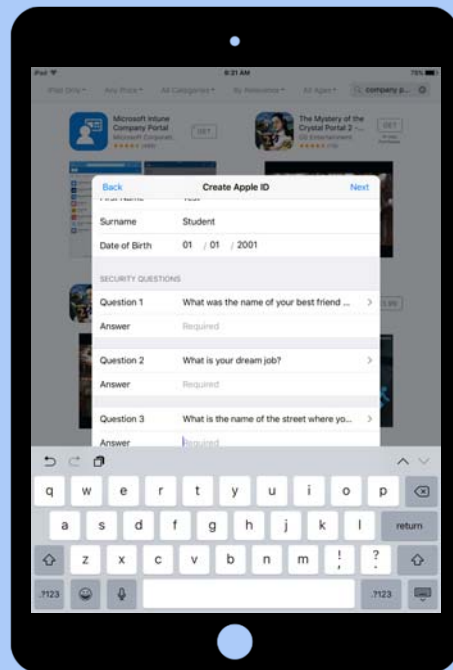 iPad 8:21 AM 75%
iPad Only Any Price All Categories By Relevance All Ages company p...
Microsoft Intune
Company Portal
Microsoft Corporati
GET
The Mystery of the
Crystal Portal 2 -...
G5 Entertainment
GET
Back Create Apple ID Next
Surname Student
Date of Birth 01 / 01 / 2001
SECURITY QUESTIONS
Question 1 What was the name of your best friend ...
Answer Required
Question 2 What is your dream job?
Answer Required
Question 3 What is the name of the street where yo...
Answer Required
q w e r t y u i o p
a s d f g h j k l return
z x c v b n m ! , ? .
.?123 .?123